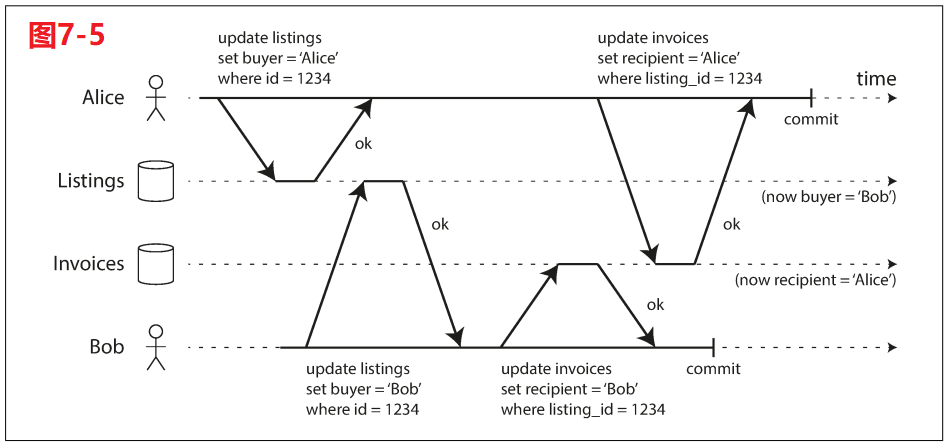 图7-5
update listings
set buyer = ‘Alice’
where id = 1234
update invoices
set recipient = ‘Alice’
where listing_id = 1234
time
Alice
commit
ok
Listings
(now buyer = ‘Bob’)
ok
ok
Invoices
(now recipient = ‘Alice’)
ok
Bob
commit
update listings
set buyer = ‘Bob’
where id = 1234
update invoices
set recipient = ‘Bob’
where listing_id = 1234